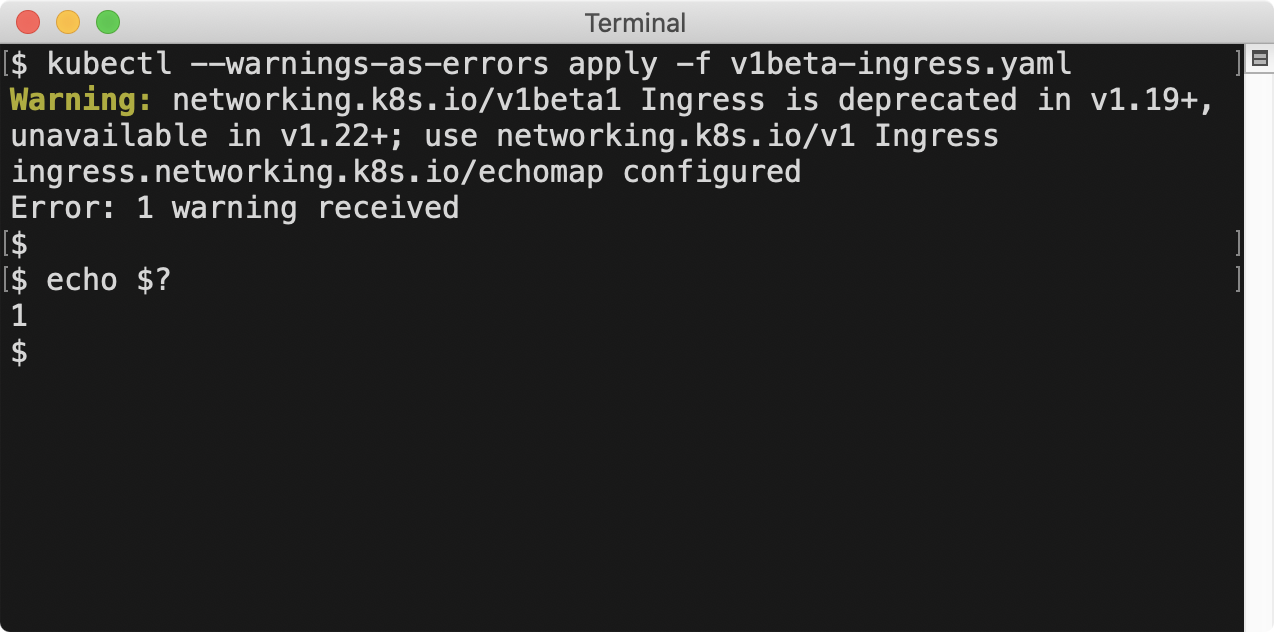 Terminal
[$ kubectl --warnings-as-errors apply -f v1beta-ingress.yaml ]
Warning: networking.k8s.io/v1beta1 Ingress is deprecated in v1.19+,
unavailable in v1.22+; use networking.k8s.io/v1 Ingress
ingress.networking.k8s.io/echomap configured
Error: 1 warning received
[$ ]
[$ echo $? ]
1
$